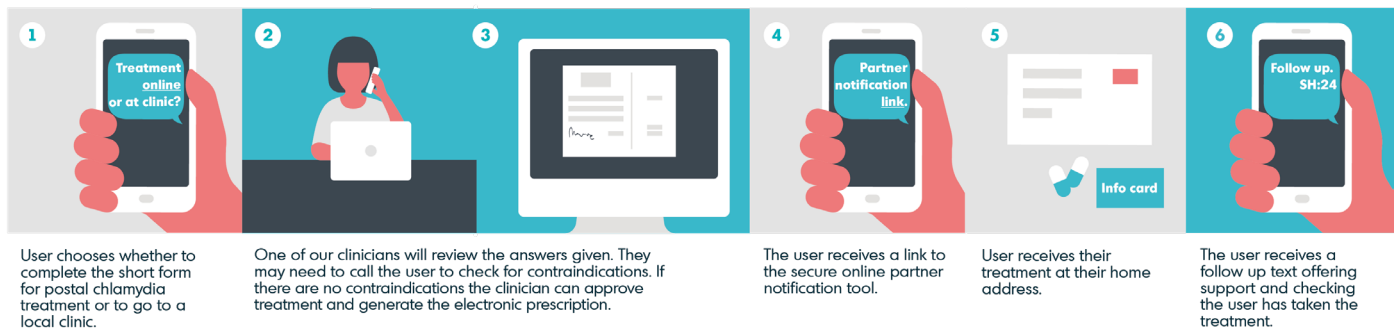 1
Treatment
online
or at clinic?
User chooses whether to
complete the short form
for postal chlamydia
treatment or to go to a
local clinic.
2
3
One of our clinicians will review the answers given. They
may need to call the user to check for contraindications. If
there are no contraindications the clinician can approve
treatment and generate the electronic prescription.
4
Partner
notification
link.
The user receives a link to
the secure online partner
notification tool.
5
Info card
User receives their
treatment at their home
address.
6
Follow up.
SH:24
The user receives a
follow up text offering
support and checking
the user has taken the
treatment.